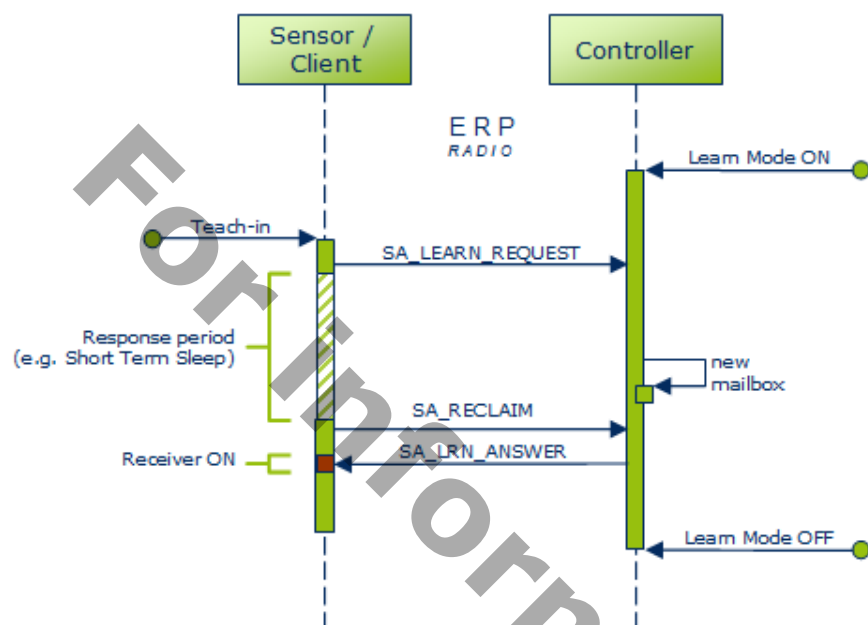 Sensor /
Client
Controller
E R P
RADIO
Learn Mode ON
Teach-in
SA_LEARN_REQUEST
Response period
(e.g. Short Term Sleep)
new
mailbox
SA_RECLAIM
Receiver ON
SA_LRN_ANSWER
Learn Mode OFF
For inform